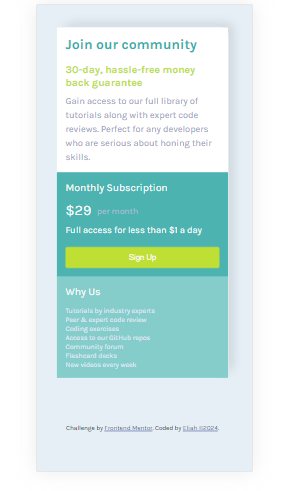 Join our community
30-day, hassle-free money
back guarantee
Gain access to our full library of
tutorials along with expert code
reviews. Perfect for any developers
who are serious about honing their
skills.
Monthly Subscription
$29 per month
Full access for less than $1 a day
Sign Up
Why Us
Tutorials by industry experts
Peer & expert code review
Coding exercises
Access to our GitHub repos
Community forum
Flashcard decks
New videos every week
Challenge by Frontend Mentor. Coded by Eliah ©2024.